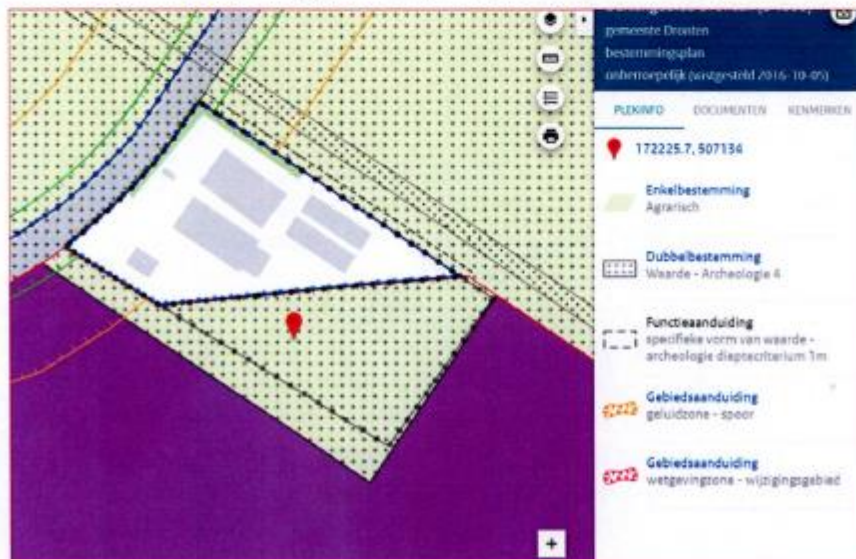 gemeente Dronten
bestemmingsplan
onherroepelijk (vastgesteld 2016-10-05)
PLEKINFO DOCUMENTEN KENMERKEN
172225.7, 507134
Enkelbestemming
Agrarisch
Dubbelbestemming
Waarde - Archeologie 4
Functieaanduiding
specifieke vorm van waarde -
archeologie dieptecriterium 1m
Gebiedsaanduiding
geluidzone - spoor
Gebiedsaanduiding
wetgevingzone - wijzigingsgebied